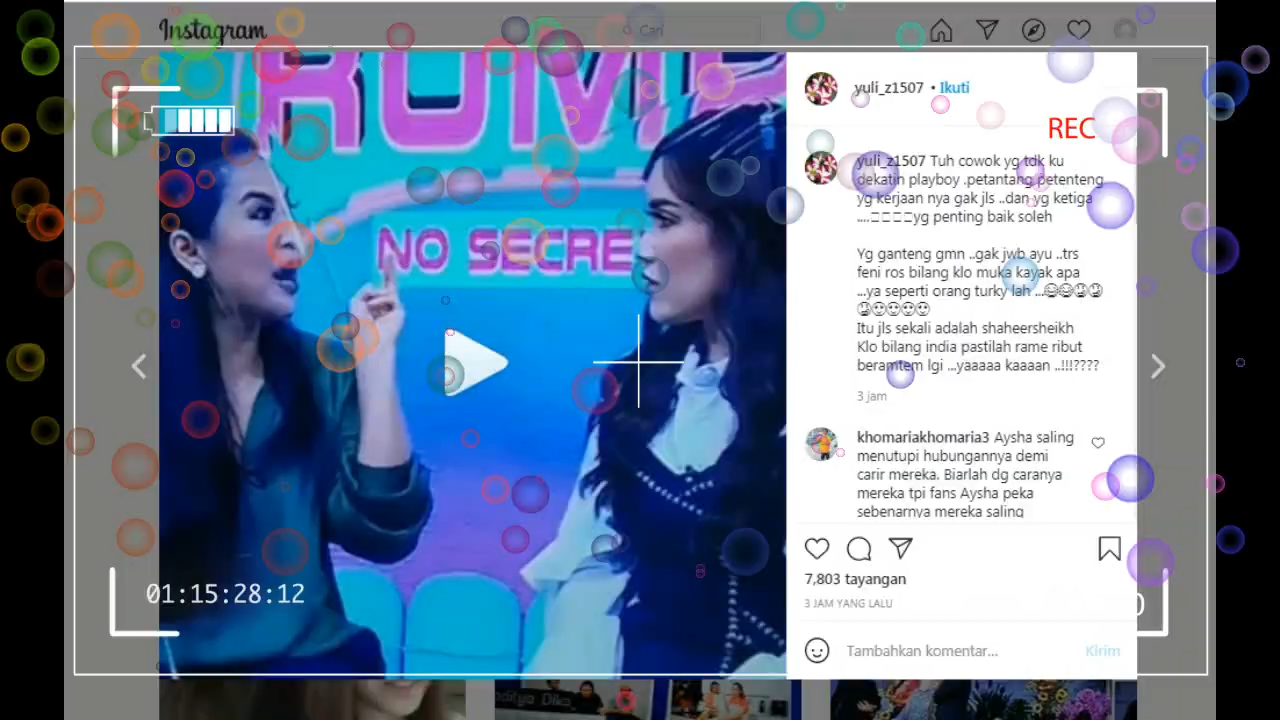 Instagram
Cari
RUMP
NO SECRE
yuli_z1507 • Ikuti
REC
yuli_z1507 Tuh cowok yg tdk ku
dekatin playboy .petantang petenteng
yg kerjaan nya gak jls ..dan yg ketiga
....□□□□yg penting baik soleh
Yg ganteng gmn ..gak jwb ayu ..trs
feni ros bilang klo muka kayak apa
...ya seperti orang turky lah ...
Itu jls sekali adalah shaheersheikh
Klo bilang india pastilah rame ribut
beramtem lgi ...yaaaaa kaaaan ..!!!????
3 jam
khomariakhomaria3 Aysha saling
menutupi hubungannya demi
carir mereka. Biarlah dg caranya
mereka tpi fans Aysha peka
sebenarnya mereka saling
7,803 tayangan
3 JAM YANG LALU
01:15:28:12
Tambahkan komentar...
Kirim
aditya Dika